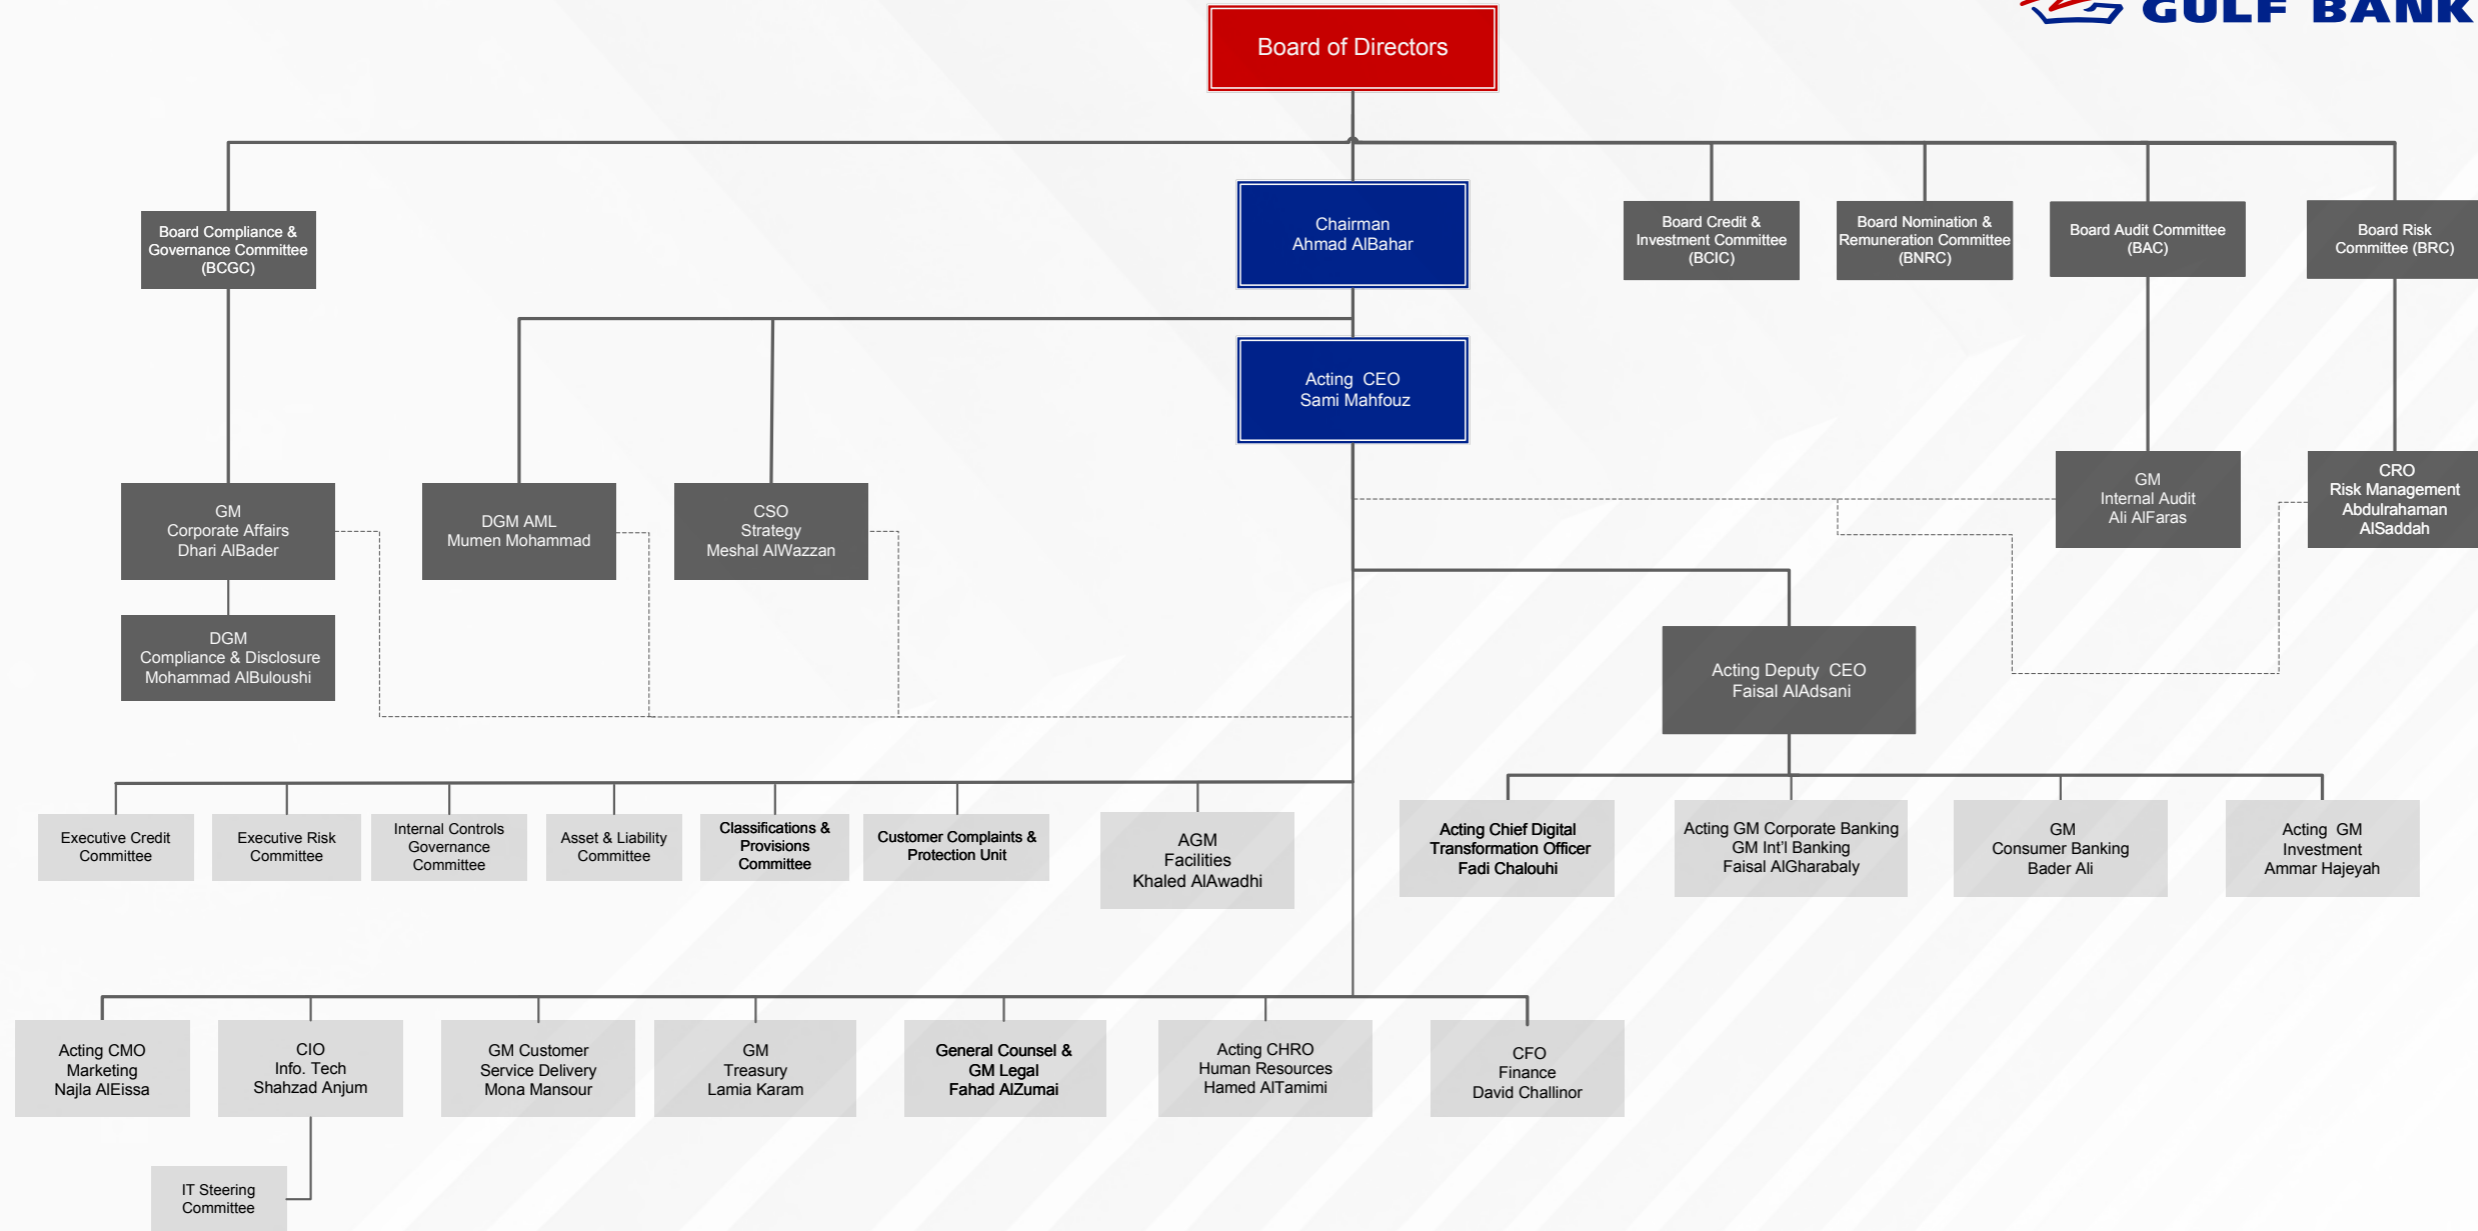 GULF BANK
Board of Directors
Board Compliance &
Governance Committee
(BCGC)
Chairman
Ahmad AlBahar
Board Credit &
Investment Committee
(BCIC)
Board Nomination &
Remuneration Committee
(BNRC)
Board Audit Committee
(BAC)
Board Risk
Committee (BRC)
Acting CEO
Sami Mahfouz
GM
Corporate Affairs
Dhari AlBader
DGM AML
Mumen Mohammad
CSO
Strategy
Meshal AlWazzan
GM
Internal Audit
Ali AlFaras
CRO
Risk Management
Abdulrahaman
AlSaddah
DGM
Compliance & Disclosure
Mohammad AlBuloushi
Acting Deputy CEO
Faisal AlAdsani
Executive Credit
Committee
Executive Risk
Committee
Internal Controls
Governance
Committee
Asset & Liability
Committee
Classifications &
Provisions
Committee
Customer Complaints &
Protection Unit
AGM
Facilities
Khaled AlAwadhi
Acting Chief Digital
Transformation Officer
Fadi Chalouhi
Acting GM Corporate Banking
GM Int'l Banking
Faisal AlGharabaly
GM
Consumer Banking
Bader Ali
Acting GM
Investment
Ammar Hajeyah
Acting CMO
Marketing
Najla AlEissa
CIO
Info. Tech
Shahzad Anjum
GM Customer
Service Delivery
Mona Mansour
GM
Treasury
Lamia Karam
General Counsel &
GM Legal
Fahad AlZumai
Acting CHRO
Human Resources
Hamed AlTamimi
CFO
Finance
David Challinor
IT Steering
Committee